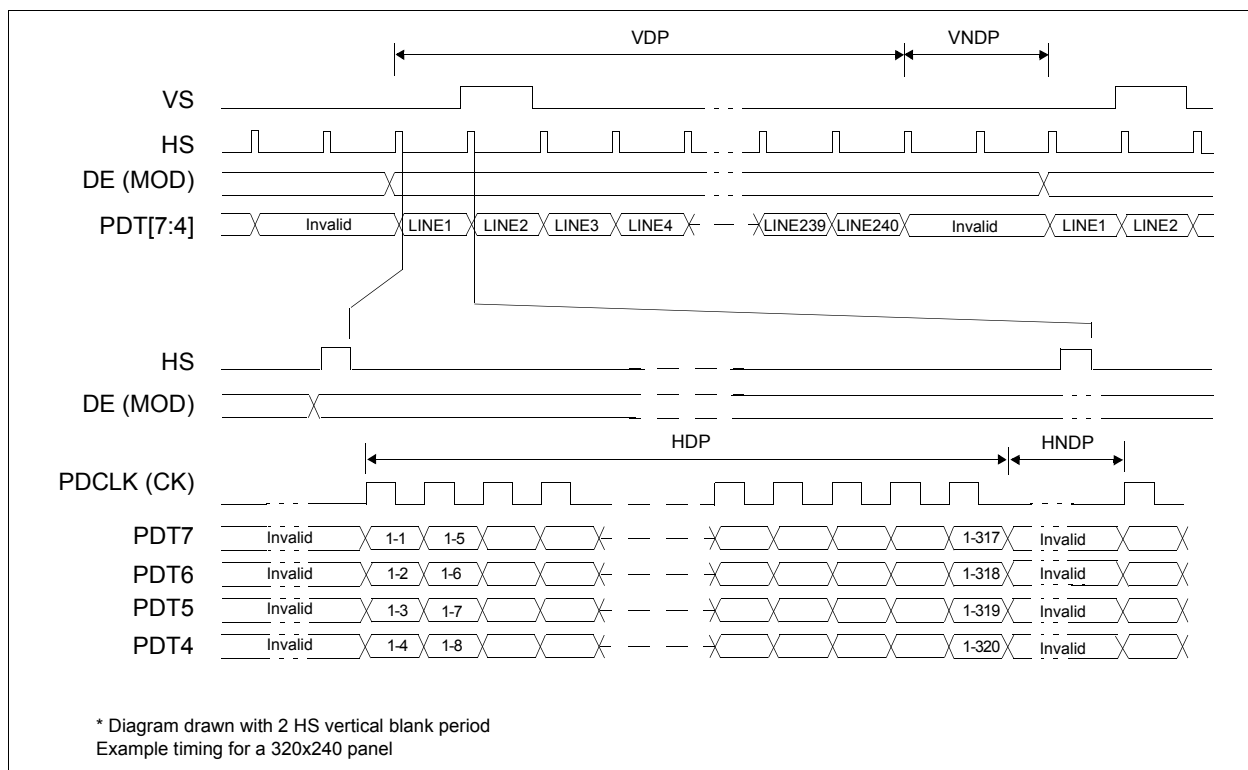 VDP VNDP
VS
HS
DE (MOD)
PDT[7:4] Invalid LINE1 LINE2 LINE3 LINE4 LINE239 LINE240 Invalid LINE1 LINE2
HS
DE (MOD)
HDP HNDP
PDCLK (CK)
PDT7 Invalid 1-1 1-5 1-317 Invalid
PDT6 Invalid 1-2 1-6 1-318 Invalid
PDT5 Invalid 1-3 1-7 1-319 Invalid
PDT4 Invalid 1-4 1-8 1-320 Invalid
* Diagram drawn with 2 HS vertical blank period
Example timing for a 320x240 panel